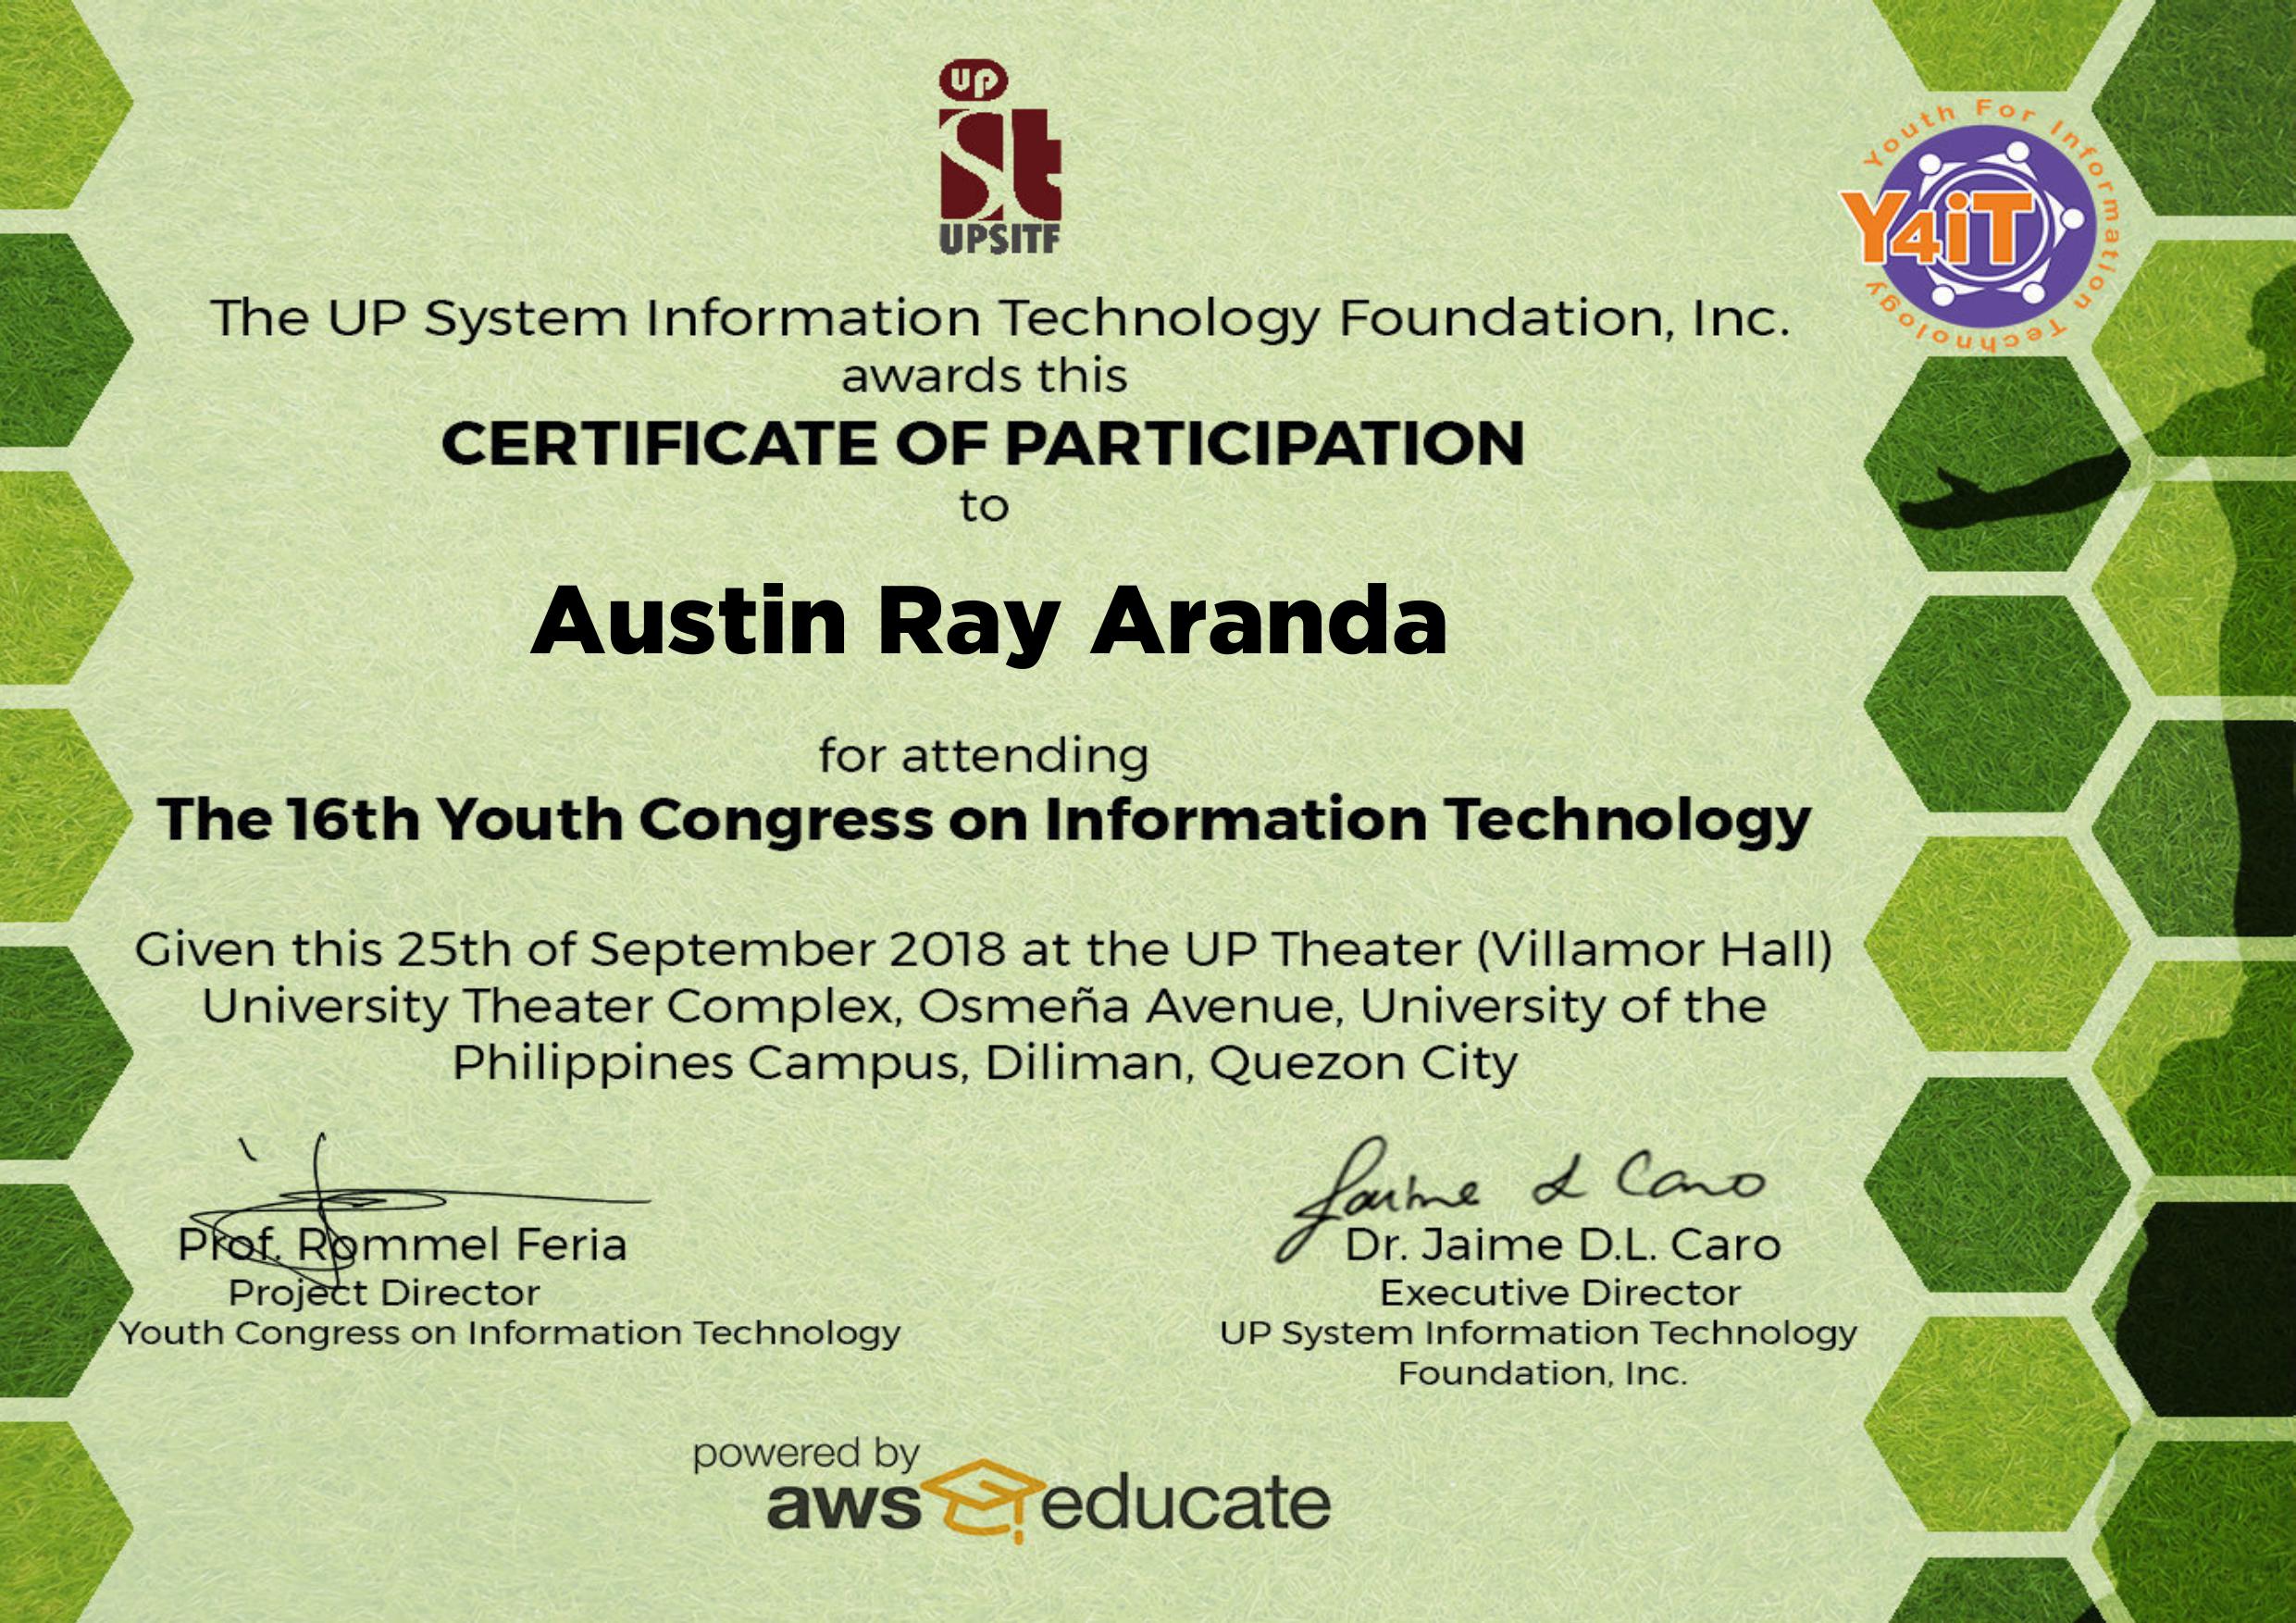 UP
ist
UPSITF
Youth For Information Technology
Y4iT
The UP System Information Technology Foundation, Inc.
awards this
CERTIFICATE OF PARTICIPATION
to
Austin Ray Aranda
for attending
The 16th Youth Congress on Information Technology
Given this 25th of September 2018 at the UP Theater (Villamor Hall)
University Theater Complex, Osmeña Avenue, University of the
Philippines Campus, Diliman, Quezon City
Jaime D L Caro
Prof. Rommel Feria
Project Director
Youth Congress on Information Technology
Dr. Jaime D.L. Caro
Executive Director
UP System Information Technology
Foundation, Inc.
powered by
aws educate